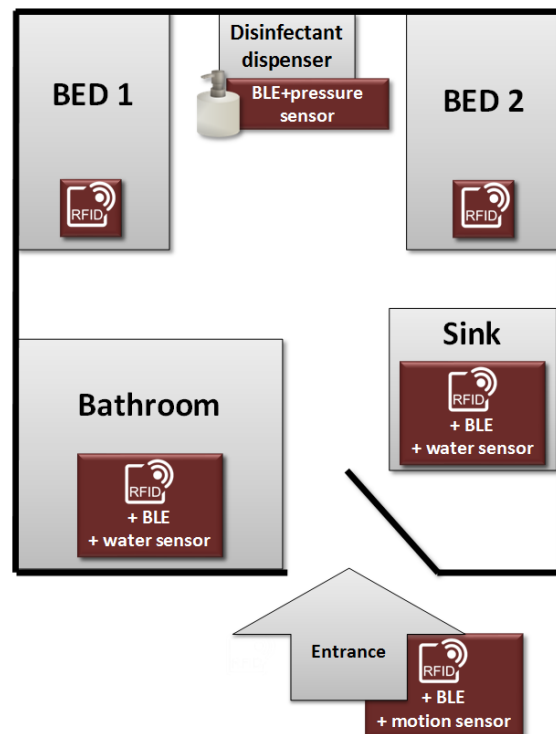 Disinfectant
dispenser
BED 1
BLE+pressure
sensor
BED 2
RFID
RFID
Sink
RFID
+ BLE
+ water sensor
Bathroom
RFID
+ BLE
+ water sensor
Entrance
RFID
+ BLE
+ motion sensor